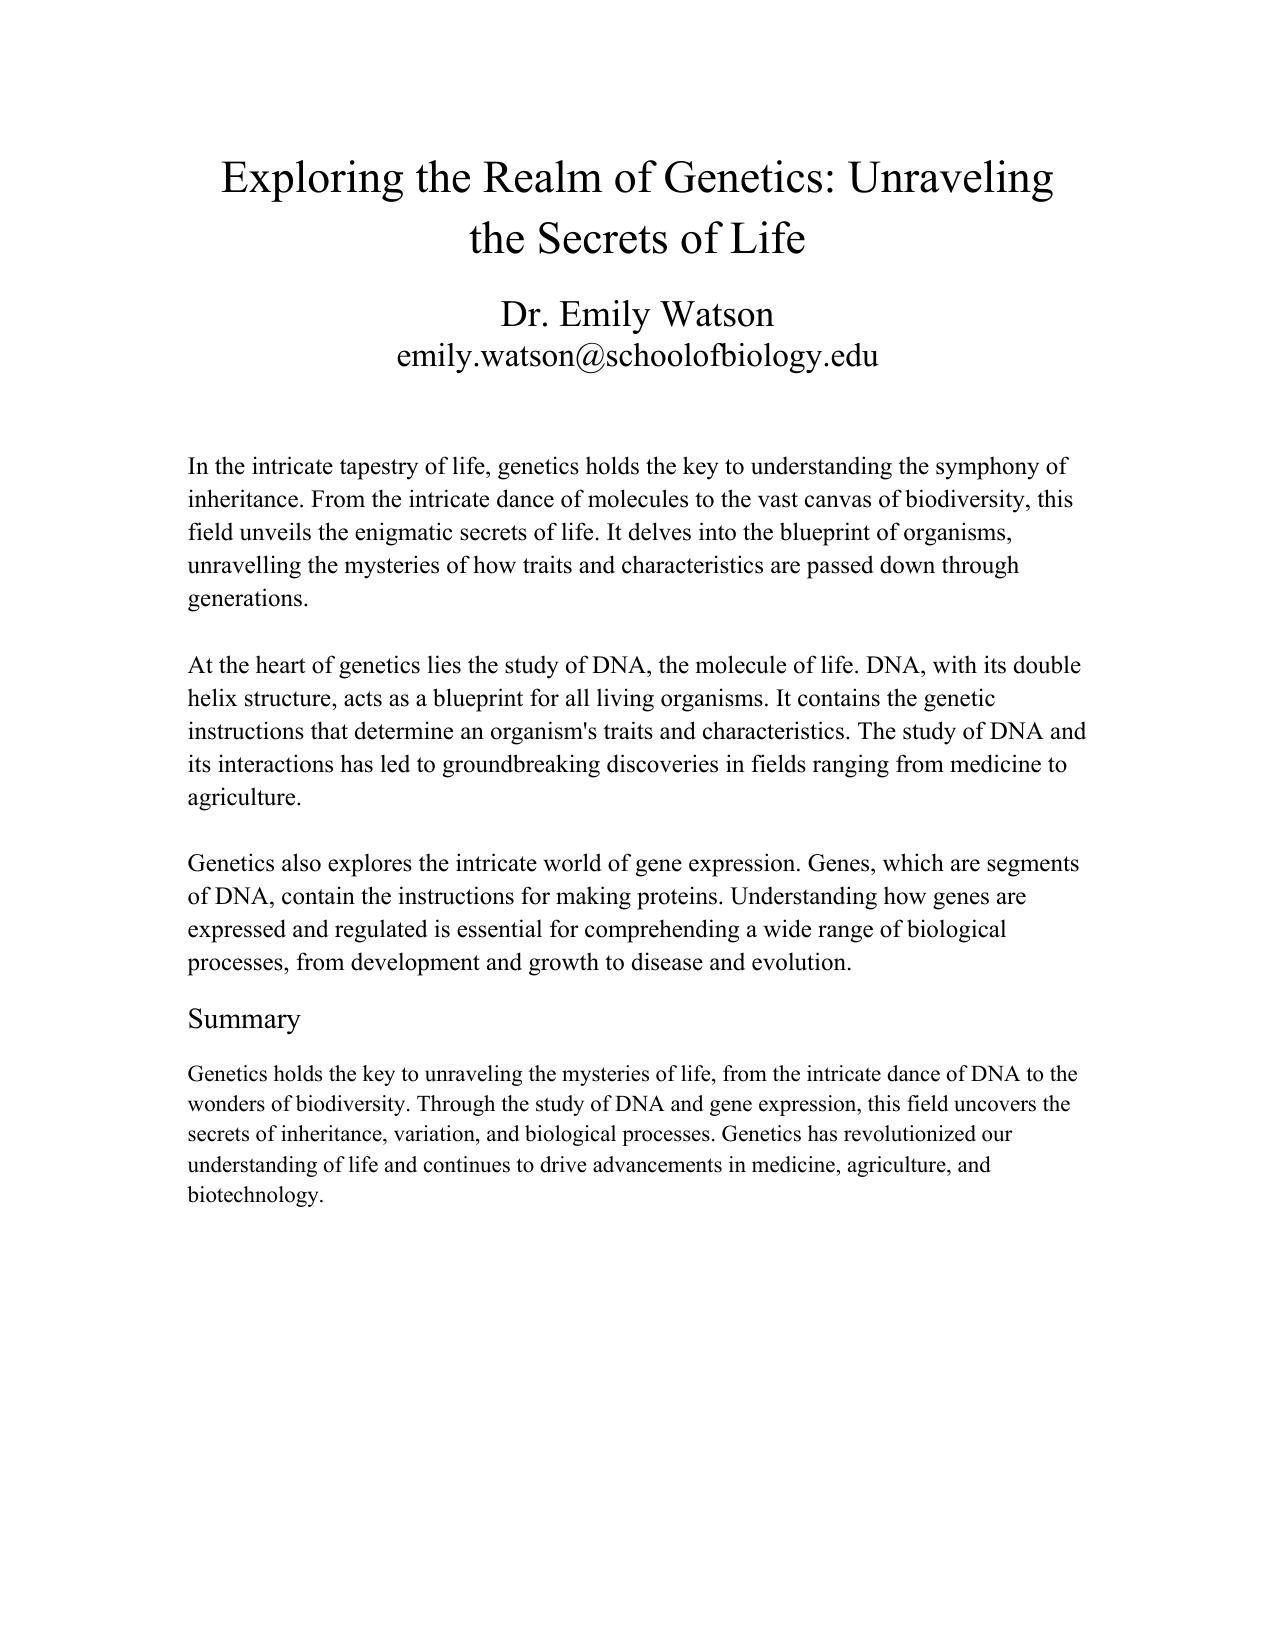 Exploring the Realm of Genetics: Unraveling
the Secrets of Life
Dr. Emily Watson
emily.watson@schoolofbiology.edu
In the intricate tapestry of life, genetics holds the key to understanding the symphony of
inheritance. From the intricate dance of molecules to the vast canvas of biodiversity, this
field unveils the enigmatic secrets of life. It delves into the blueprint of organisms,
unravelling the mysteries of how traits and characteristics are passed down through
generations.
At the heart of genetics lies the study of DNA, the molecule of life. DNA, with its double
helix structure, acts as a blueprint for all living organisms. It contains the genetic
instructions that determine an organism's traits and characteristics. The study of DNA and
its interactions has led to groundbreaking discoveries in fields ranging from medicine to
agriculture.
Genetics also explores the intricate world of gene expression. Genes, which are segments
of DNA, contain the instructions for making proteins. Understanding how genes are
expressed and regulated is essential for comprehending a wide range of biological
processes, from development and growth to disease and evolution.
Summary
Genetics holds the key to unraveling the mysteries of life, from the intricate dance of DNA to the
wonders of biodiversity. Through the study of DNA and gene expression, this field uncovers the
secrets of inheritance, variation, and biological processes. Genetics has revolutionized our
understanding of life and continues to drive advancements in medicine, agriculture, and
biotechnology.